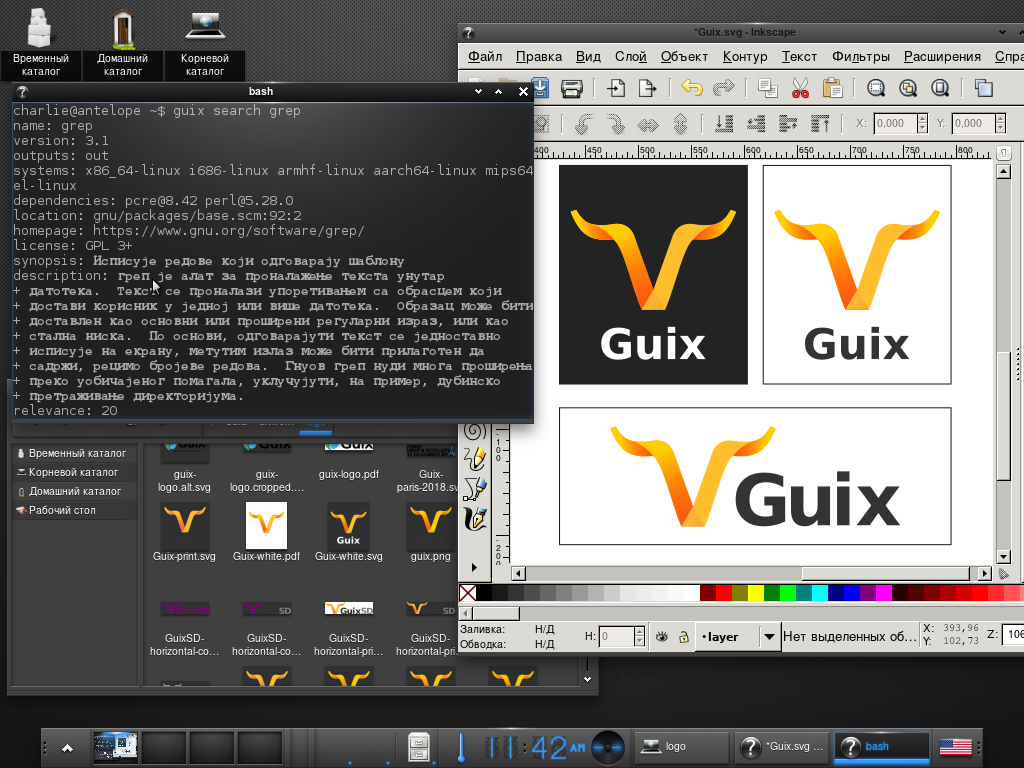 Временный каталог
Домашний каталог
Корневой каталог
*Guix.svg - Inkscape
Файл Правка Вид Слой Объект Контур Текст Фильтры Расширения
X: 0,000 Y: 0,000
450 500 550 600 650 700 750 800
bash
charlie@antelope ~$ guix search grep
name: grep
version: 3.1
outputs: out
systems: x86_64-linux i686-linux armhf-linux aarch64-linux mips64
el-linux
dependencies: pcre@8.42 perl@5.28.0
location: gnu/packages/base.scm:92:2
homepage: https://www.gnu.org/software/grep/
license: GPL 3+
synopsis: Исписује редове који одговарају шаблону
description: греп је алат за проналажење текста унутар
+ датотека. Текст се проналази упоретивањем са обрасцем који
+ достави корисник у једној или више датотека. Образац може бити
+ достављен као основни или проширени регуларни израз, или као
+ стална ниска. По основи, одговарајути текст се једноставно
+ исписује на екрану, метутим излаз може бити прилаготен да
+ садржи, рецимо бројеве редова. Гнуов греп нуди многа проширења
+ преко уобичајеног помагала, уклучујути, на пример, дубинско
+ претраживање директоријума.
relevance: 20
Guix
Guix
Guix
Временный каталог
Корневой каталог
Домашний каталог
Рабочий стол
guix-logo.alt.svg
guix-logo.cropped....
guix-logo.pdf
Guix-paris-2018.sv
Guix-print.svg
Guix-white.pdf
Guix-white.svg
guix.png
GuixSD-horizontal-co...
GuixSD-horizontal-co...
GuixSD-horizontal-pri...
GuixSD-horizontal-pri
Заливка: Н/Д
Обводка: Н/Д
Н: 0
•layer
Нет выделенных об...
X: 393,96
Y: 102,73
Z: 106
11:42 AM
logo
*Guix.svg ...
bash